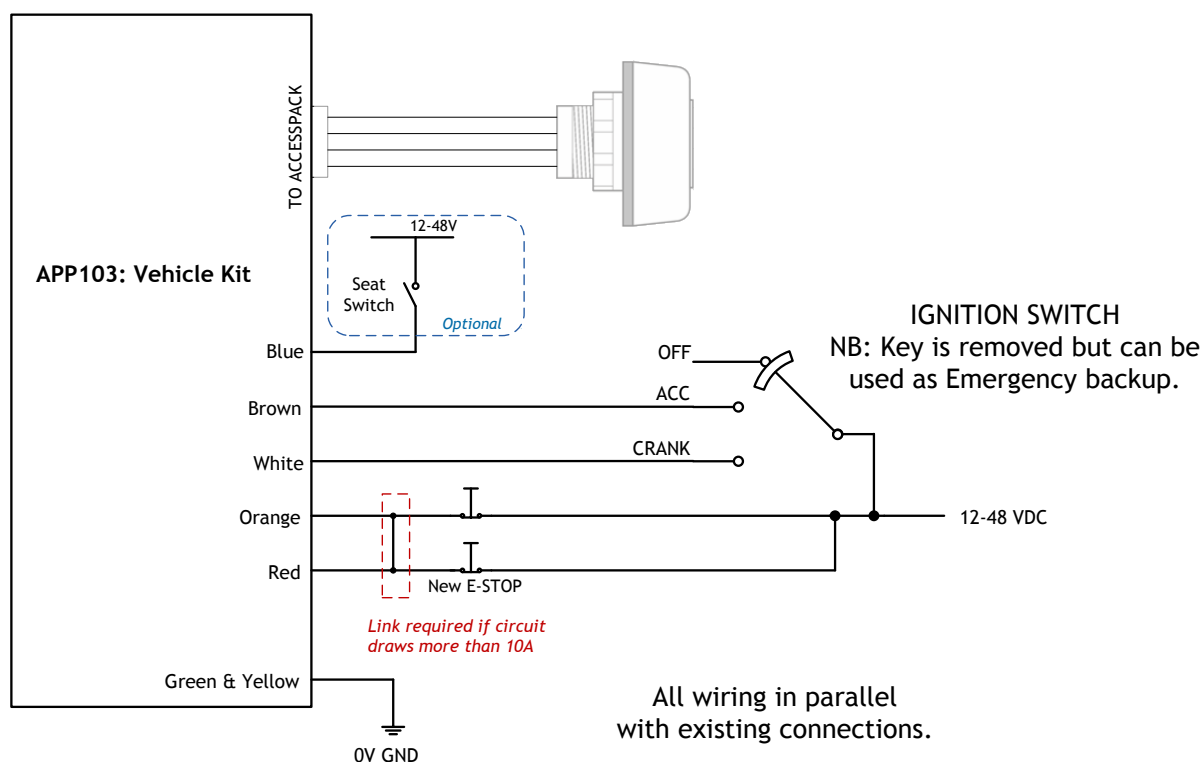 TO ACCESSPACK
12-48V
APP103: Vehicle Kit
Seat
Switch
Optional
IGNITION SWITCH
NB: Key is removed but can be
used as Emergency backup.
Blue
OFF
Brown
ACC
White
CRANK
Orange
12-48 VDC
Red
New E-STOP
Link required if circuit
draws more than 10A
Green & Yellow
All wiring in parallel
with existing connections.
0V GND